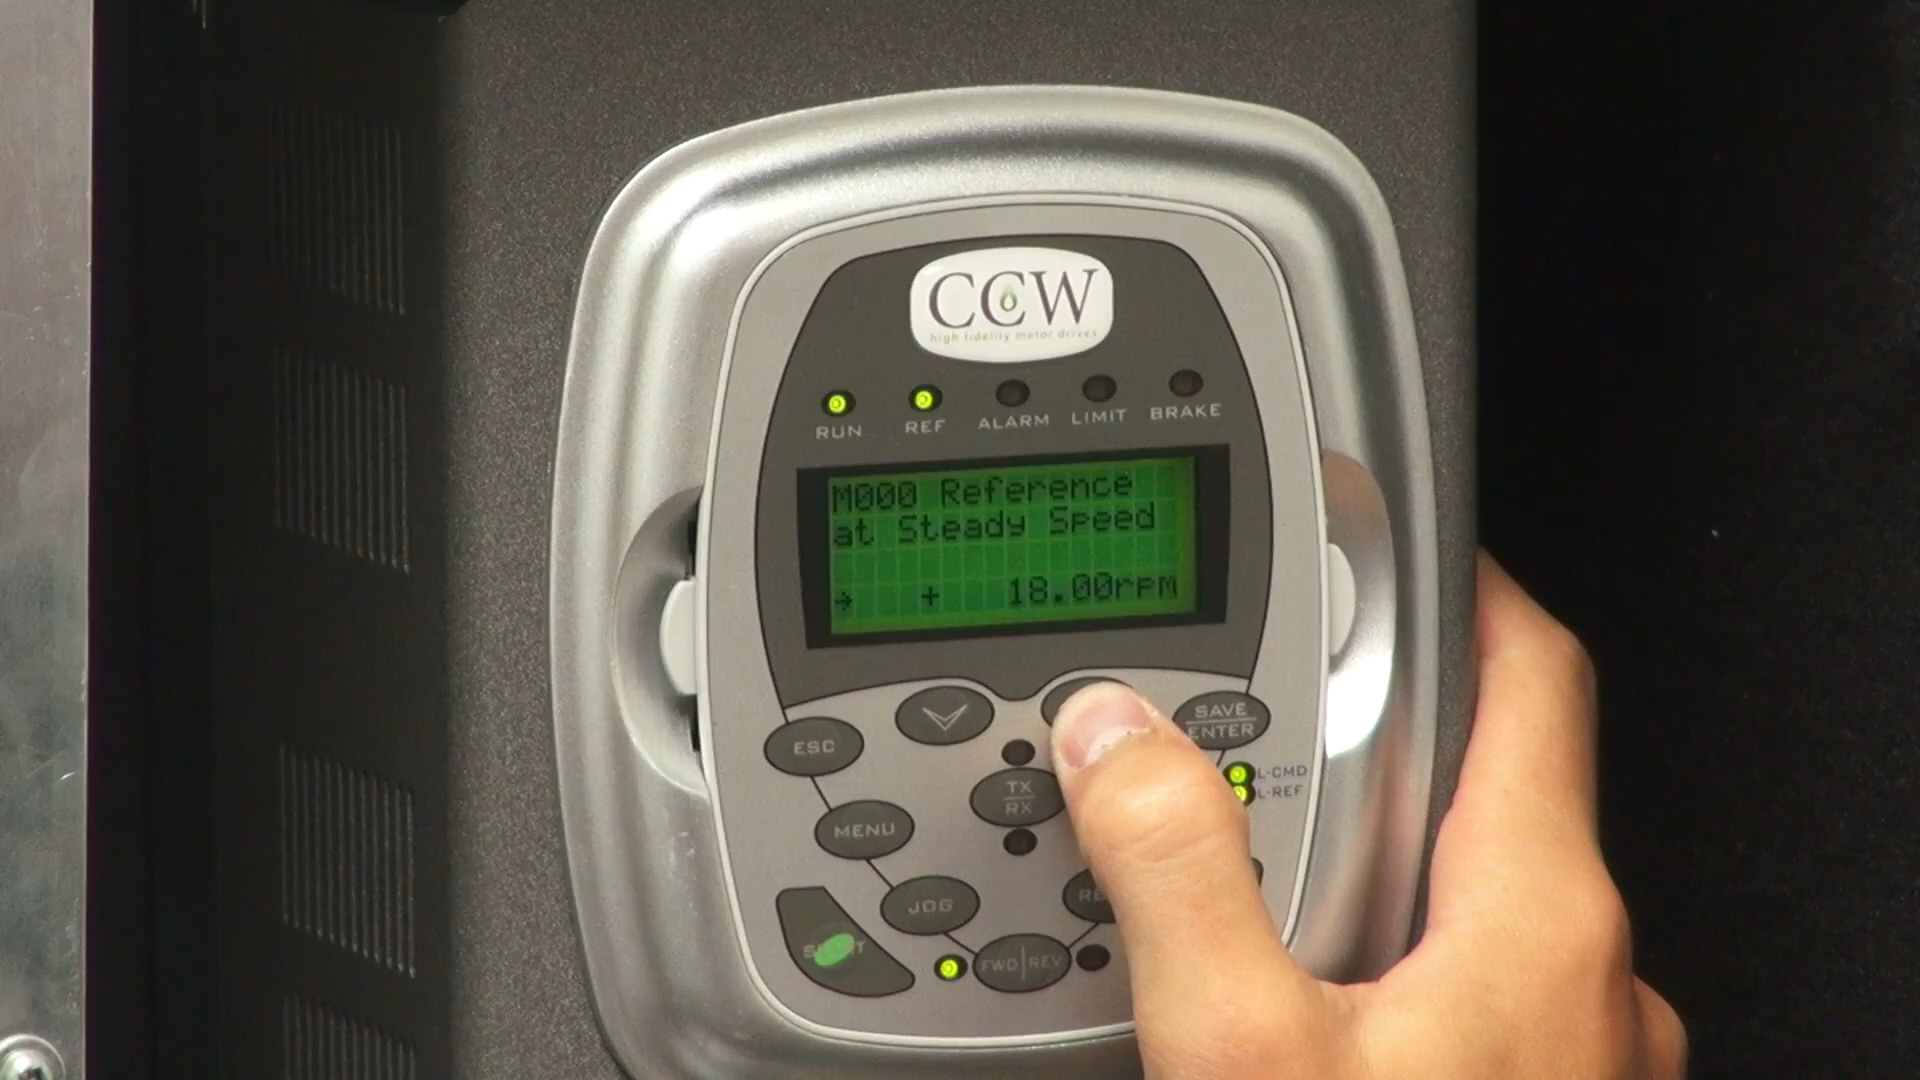 CCW
high fidelity motor drives
RUN REF ALARM LIMIT BRAKE
M000 Reference
at Steady Speed
→ + 18.00rpm
SAVE
ENTER
ESC
TX
RX
L-CMD
L-REF
MENU
JOG
FWD REV